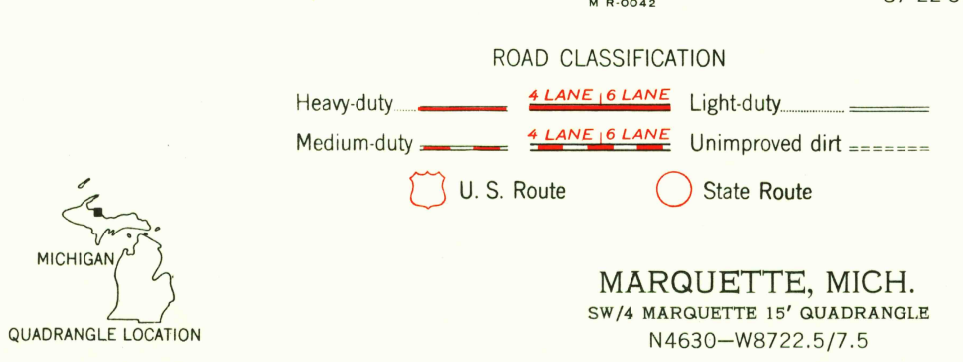 M R-0042
ROAD CLASSIFICATION
Heavy-duty 4 LANE 6 LANE Light-duty
Medium-duty 4 LANE 6 LANE Unimproved dirt
U. S. Route State Route
MICHIGAN
QUADRANGLE LOCATION
MARQUETTE, MICH.
SW/4 MARQUETTE 15′ QUADRANGLE
N4630—W8722.5/7.5